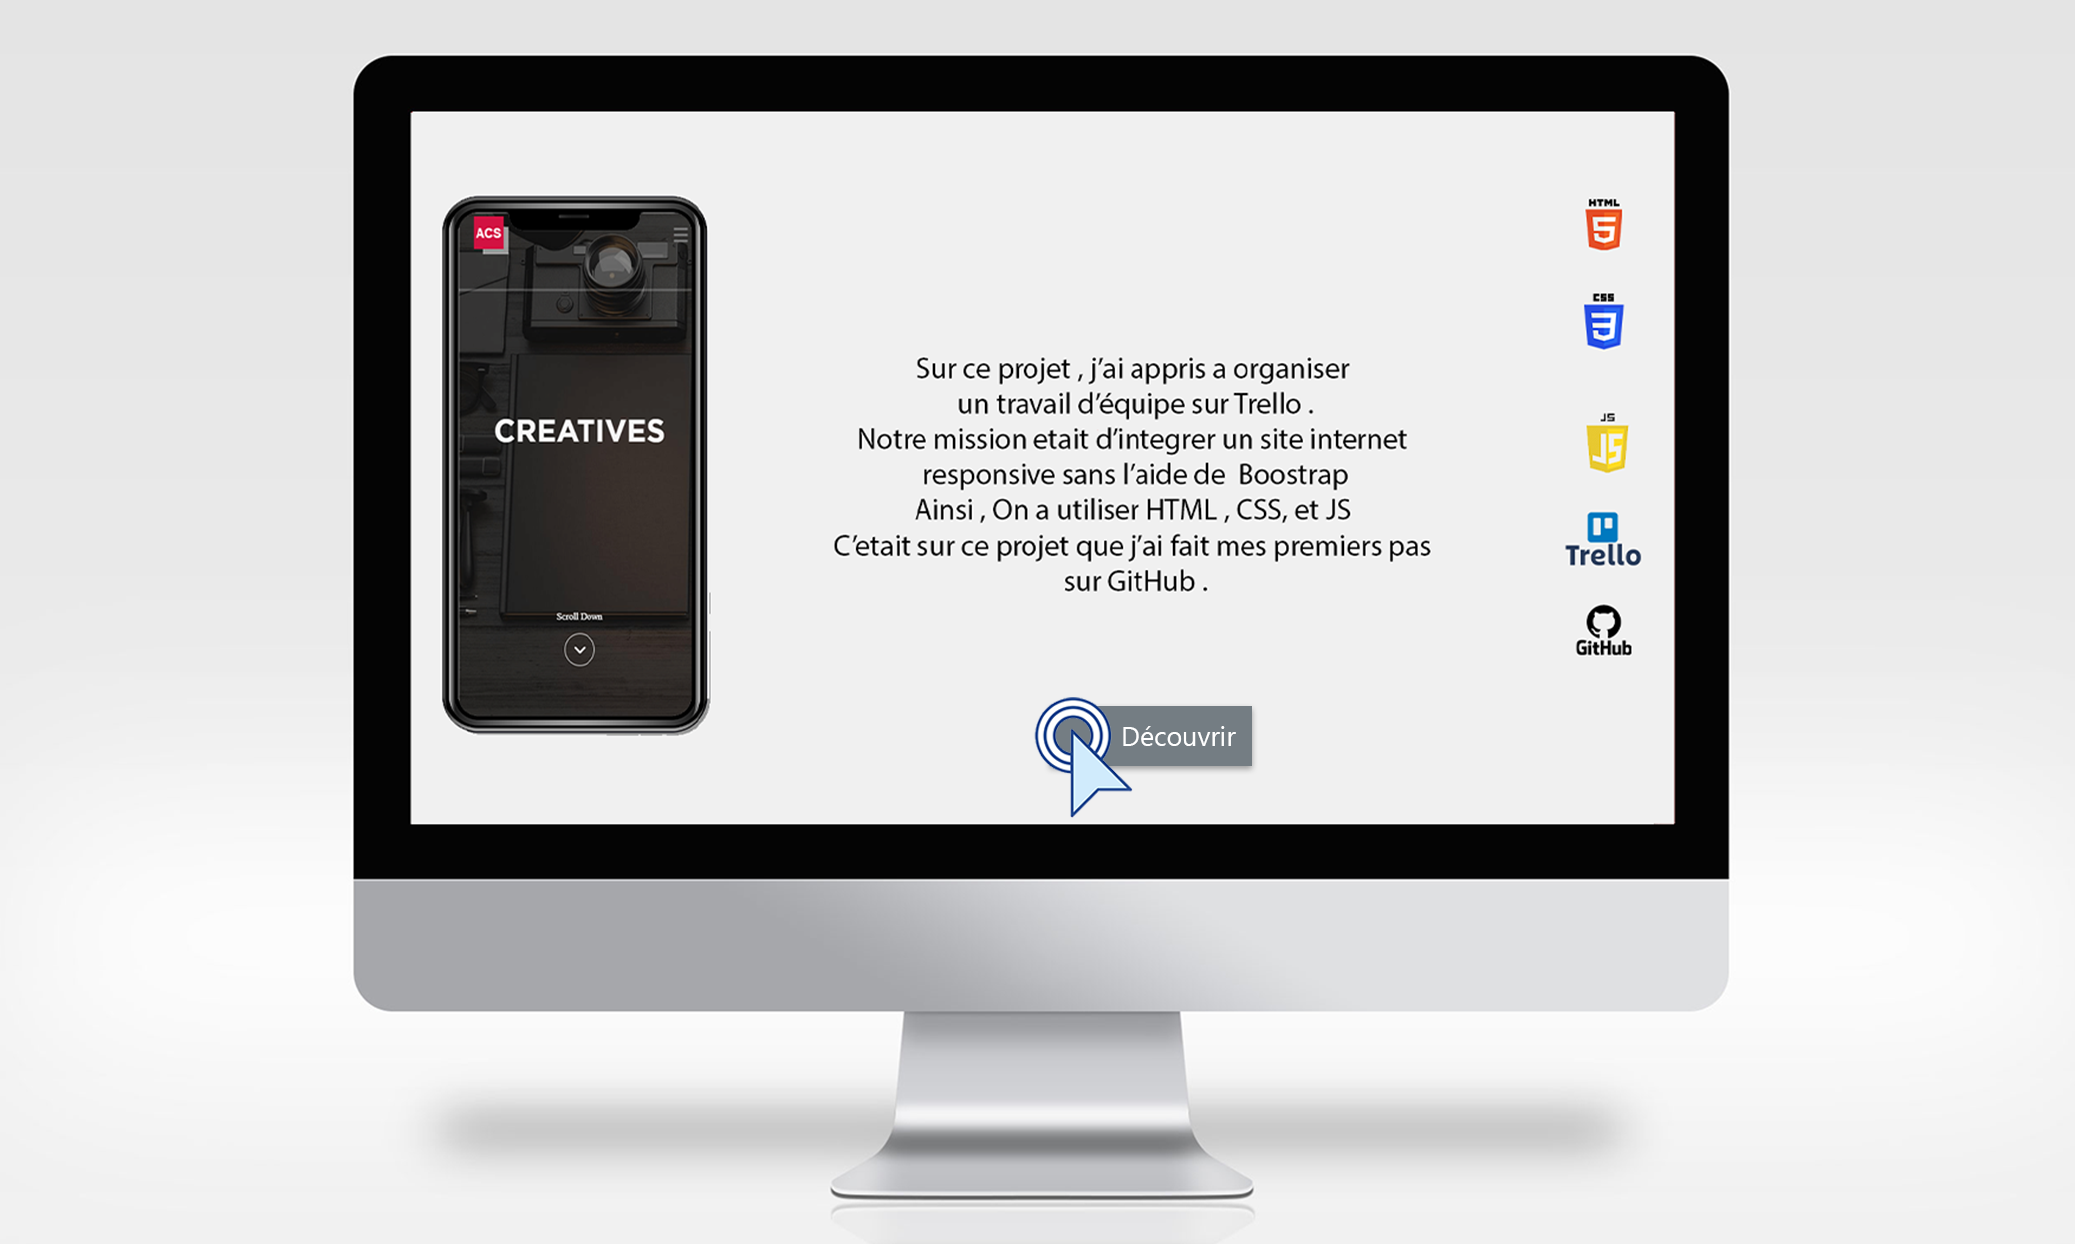 ACS
CREATIVES
Scroll Down
Sur ce projet , j’ai appris a organiser
un travail d’équipe sur Trello .
Notre mission etait d’integrer un site internet
responsive sans l’aide de  Boostrap
Ainsi , On a utiliser HTML , CSS, et JS
C’etait sur ce projet que j’ai fait mes premiers pas
sur GitHub .
Découvrir
HTML
5
CSS
3
JS
JS
Trello
GitHub